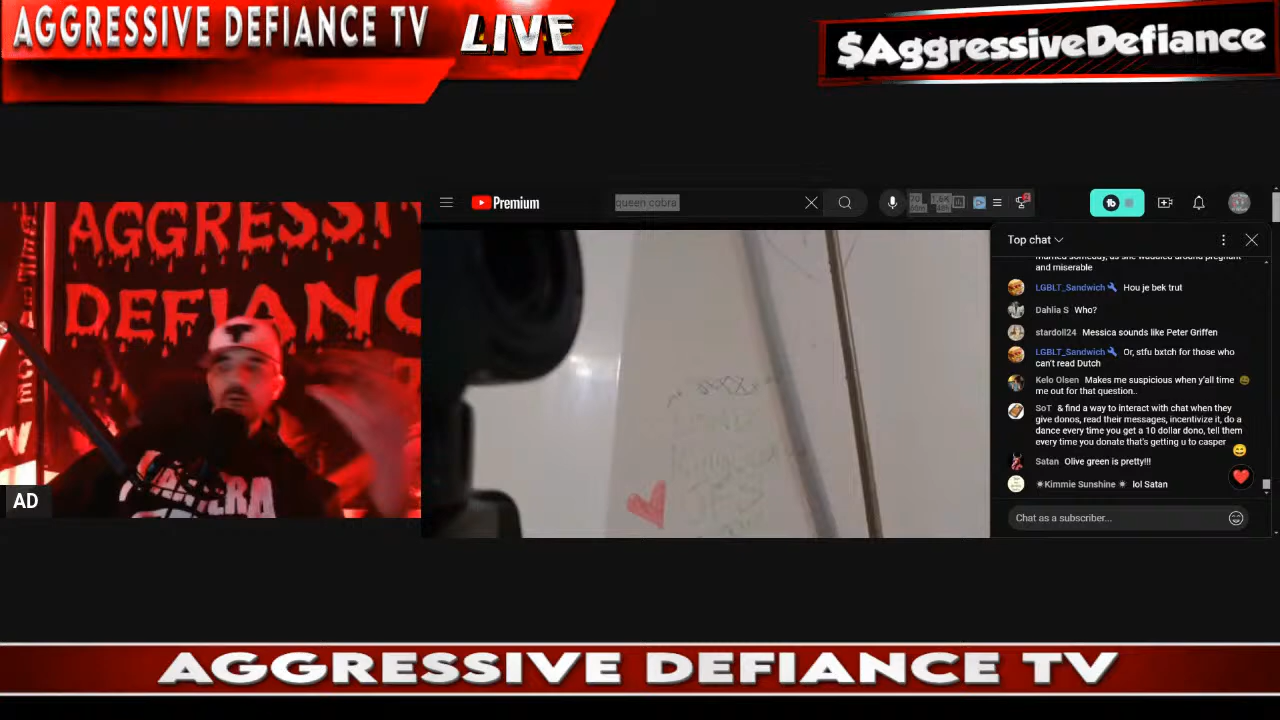 AGGRESSIVE DEFIANCE TV
LIVE
$AggressiveDefiance
AGGRESSI
DEFIANC
TV
AD
Premium
queen cobra
Top chat
married someday, as she waddled around pregnant
and miserable
LGBLT_Sandwich Hou je bek trut
Dahlia S Who?
stardoll24 Messica sounds like Peter Griffen
LGBLT_Sandwich Or, stfu bxtch for those who
can't read Dutch
Kelo Olsen Makes me suspicious when y'all time
me out for that question..
SoT & find a way to interact with chat when they
give donos, read their messages, incentivize it, do a
dance every time you get a 10 dollar dono, tell them
every time you donate that's getting u to casper
Satan Olive green is pretty!!!
☀Kimmie Sunshine ☀ lol Satan
Chat as a subscriber...
AGGRESSIVE DEFIANCE TV